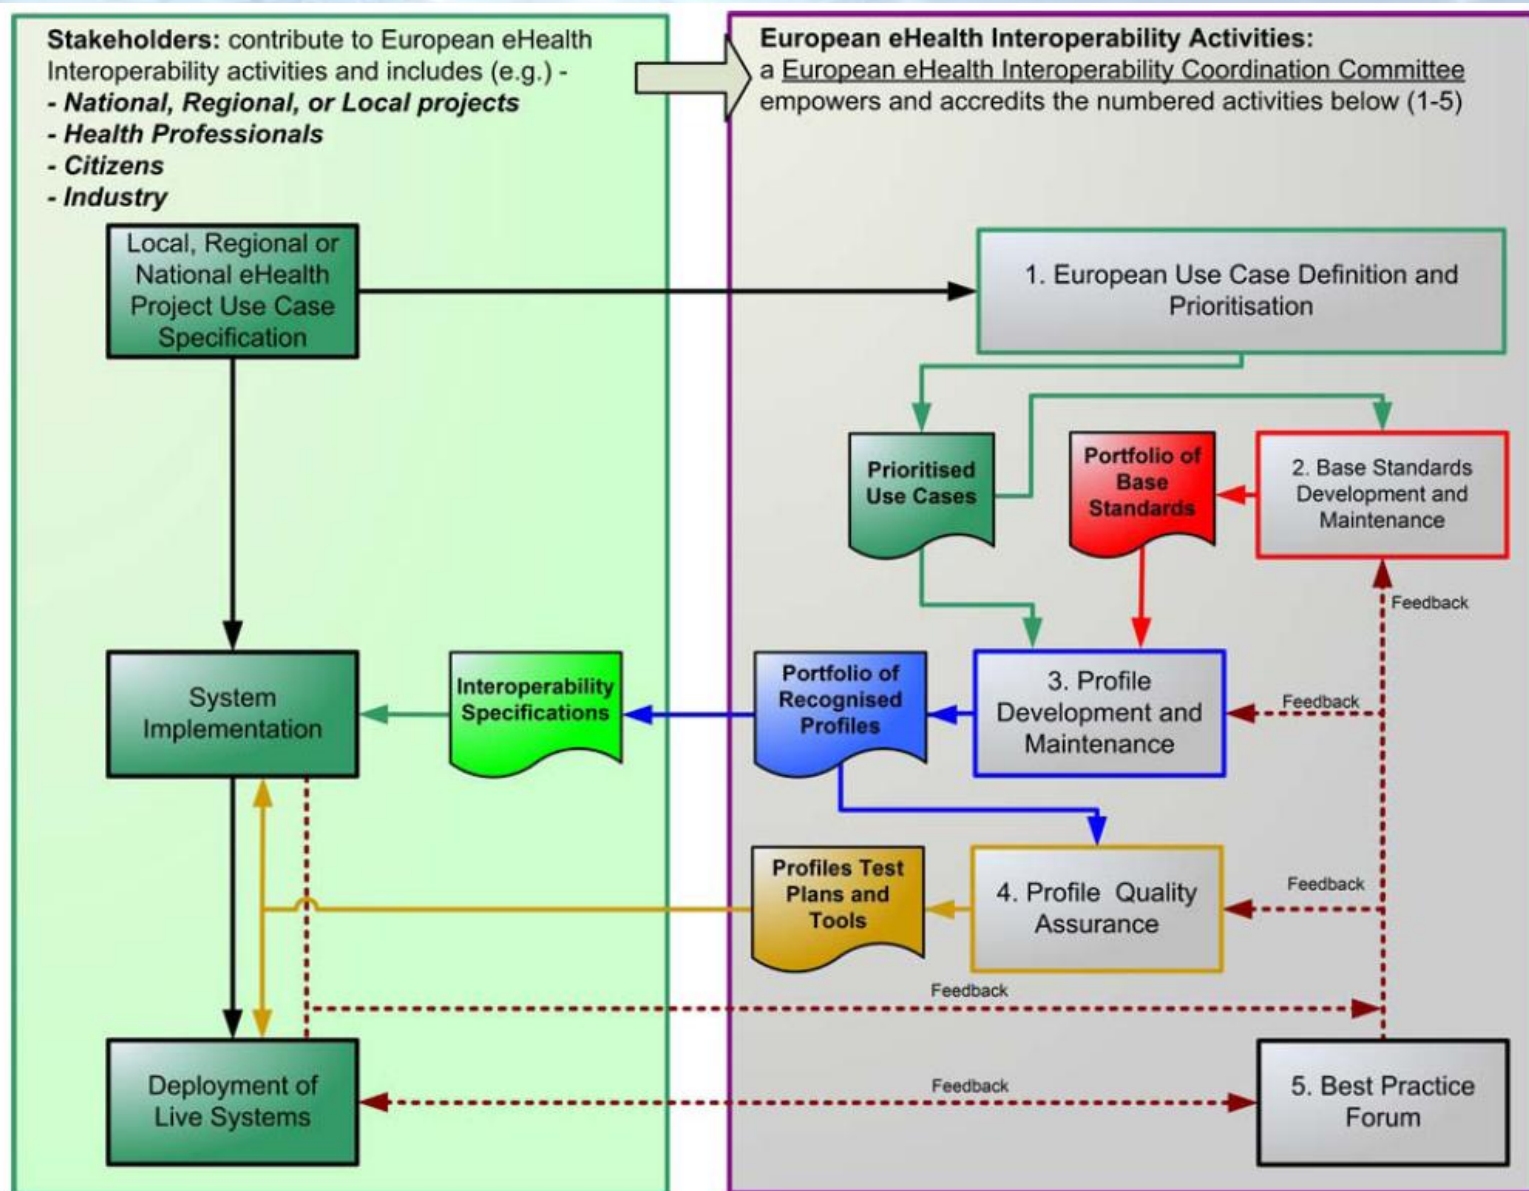 Stakeholders: contribute to European eHealth
Interoperability activities and includes (e.g.) -
- National, Regional, or Local projects
- Health Professionals
- Citizens
- Industry
European eHealth Interoperability Activities:
a European eHealth Interoperability Coordination Committee
empowers and accredits the numbered activities below (1-5)
Local, Regional or
National eHealth
Project Use Case
Specification
1. European Use Case Definition and
Prioritisation
Prioritised
Use Cases
Portfolio of
Base
Standards
2. Base Standards
Development and
Maintenance
Feedback
System
Implementation
Interoperability
Specifications
Portfolio of
Recognised
Profiles
3. Profile
Development and
Maintenance
Feedback
Profiles Test
Plans and
Tools
4. Profile Quality
Assurance
Feedback
Feedback
Deployment of
Live Systems
Feedback
5. Best Practice
Forum